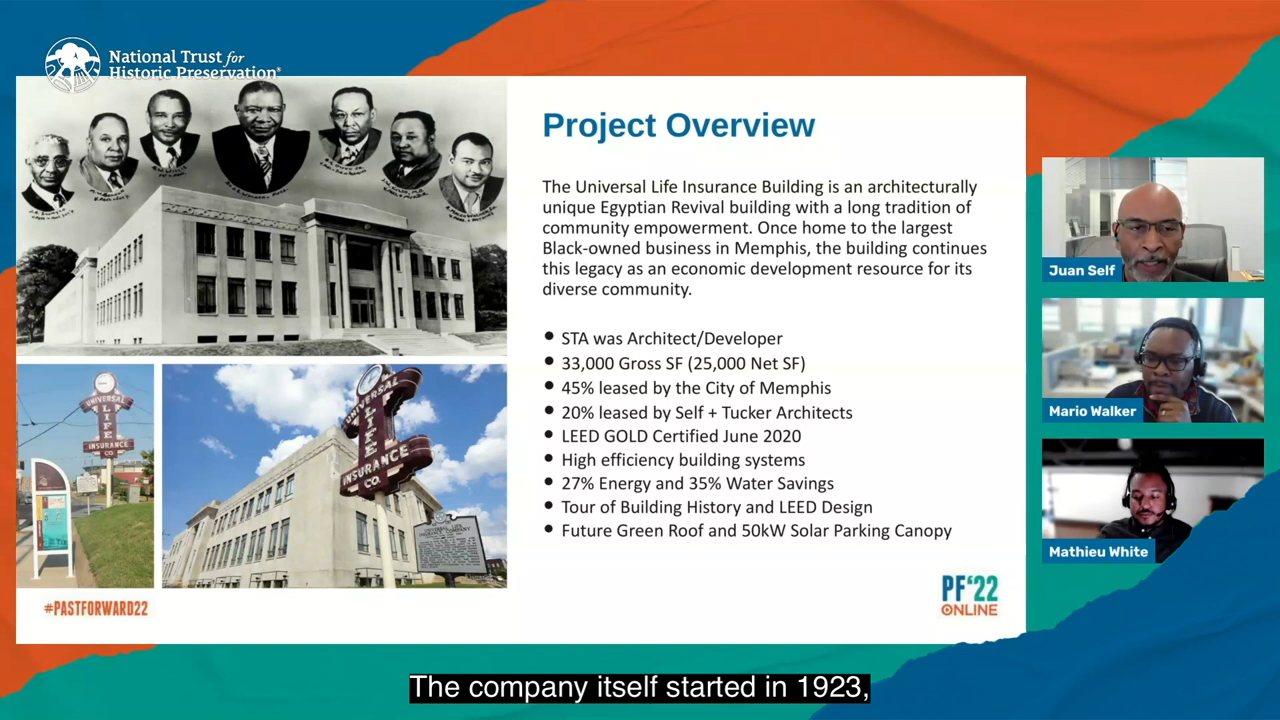 National Trust for
Historic Preservation®
Project Overview
The Universal Life Insurance Building is an architecturally
unique Egyptian Revival building with a long tradition of
community empowerment. Once home to the largest
Black-owned business in Memphis, the building continues
this legacy as an economic development resource for its
diverse community.
• STA was Architect/Developer
• 33,000 Gross SF (25,000 Net SF)
• 45% leased by the City of Memphis
• 20% leased by Self + Tucker Architects
• LEED GOLD Certified June 2020
• High efficiency building systems
• 27% Energy and 35% Water Savings
• Tour of Building History and LEED Design
• Future Green Roof and 50kW Solar Parking Canopy
UNIVERSAL
LIFE
INSURANCE
CO.
UNIVERSAL
LIFE
INSURANCE
CO.
UNIVERSAL LIFE
#PASTFORWARD22
PF'22
ONLINE
Juan Self
Mario Walker
Mathieu White
The company itself started in 1923,